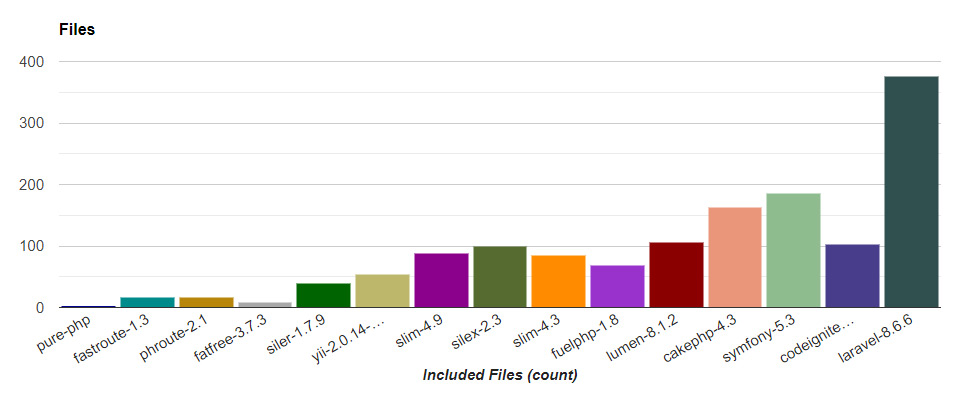 Files
400
300
200
100
0
pure-php
fastroute-1.3
phroute-2.1
fatfree-3.7.3
siler-1.7.9
yii-2.0.14-...
slim-4.9
silex-2.3
slim-4.3
fuelphp-1.8
lumen-8.1.2
cakephp-4.3
symfony-5.3
codeignite...
laravel-8.6.6
Included Files (count)